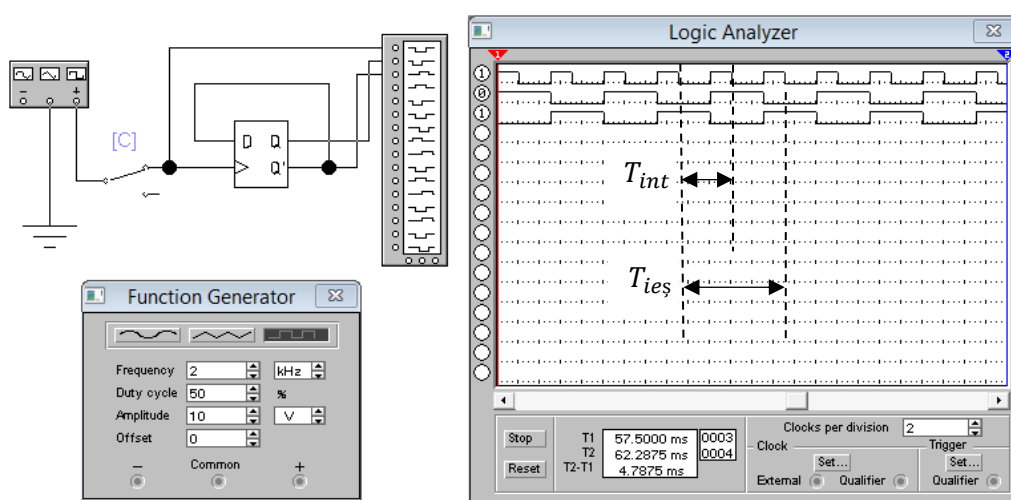 [C]
D Q
Q'
− +
Function Generator
Frequency 2 kHz
Duty cycle 50 %
Amplitude 10 V
Offset 0
− Common +
Logic Analyzer
1 2
1
0
1
T_int
T_ieș
Stop
Reset
T1 57.5000 ms 0003
T2 62.2875 ms 0004
T2-T1 4.7875 ms
Clocks per division 2
Clock
Set...
External Qualifier
Trigger
Set...
Qualifier